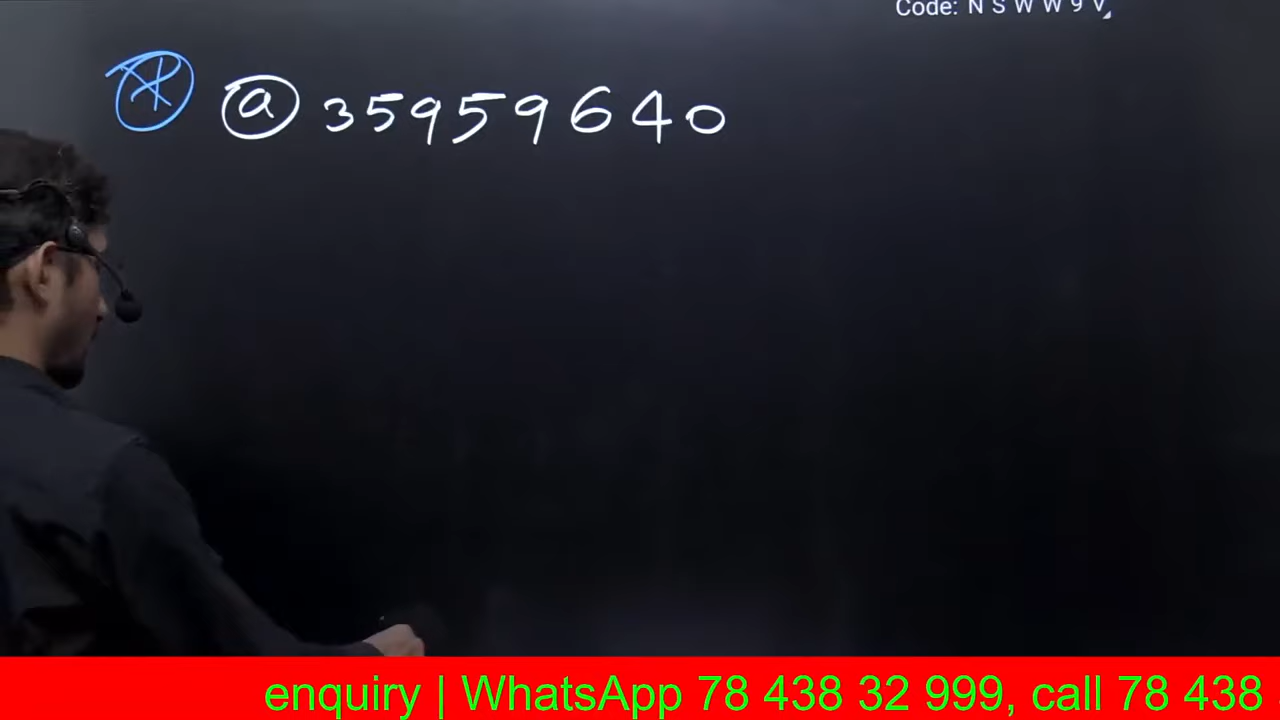 Code: N S W W 9 V
ⓐ 35959640
enquiry | WhatsApp 78 438 32 999, call 78 438